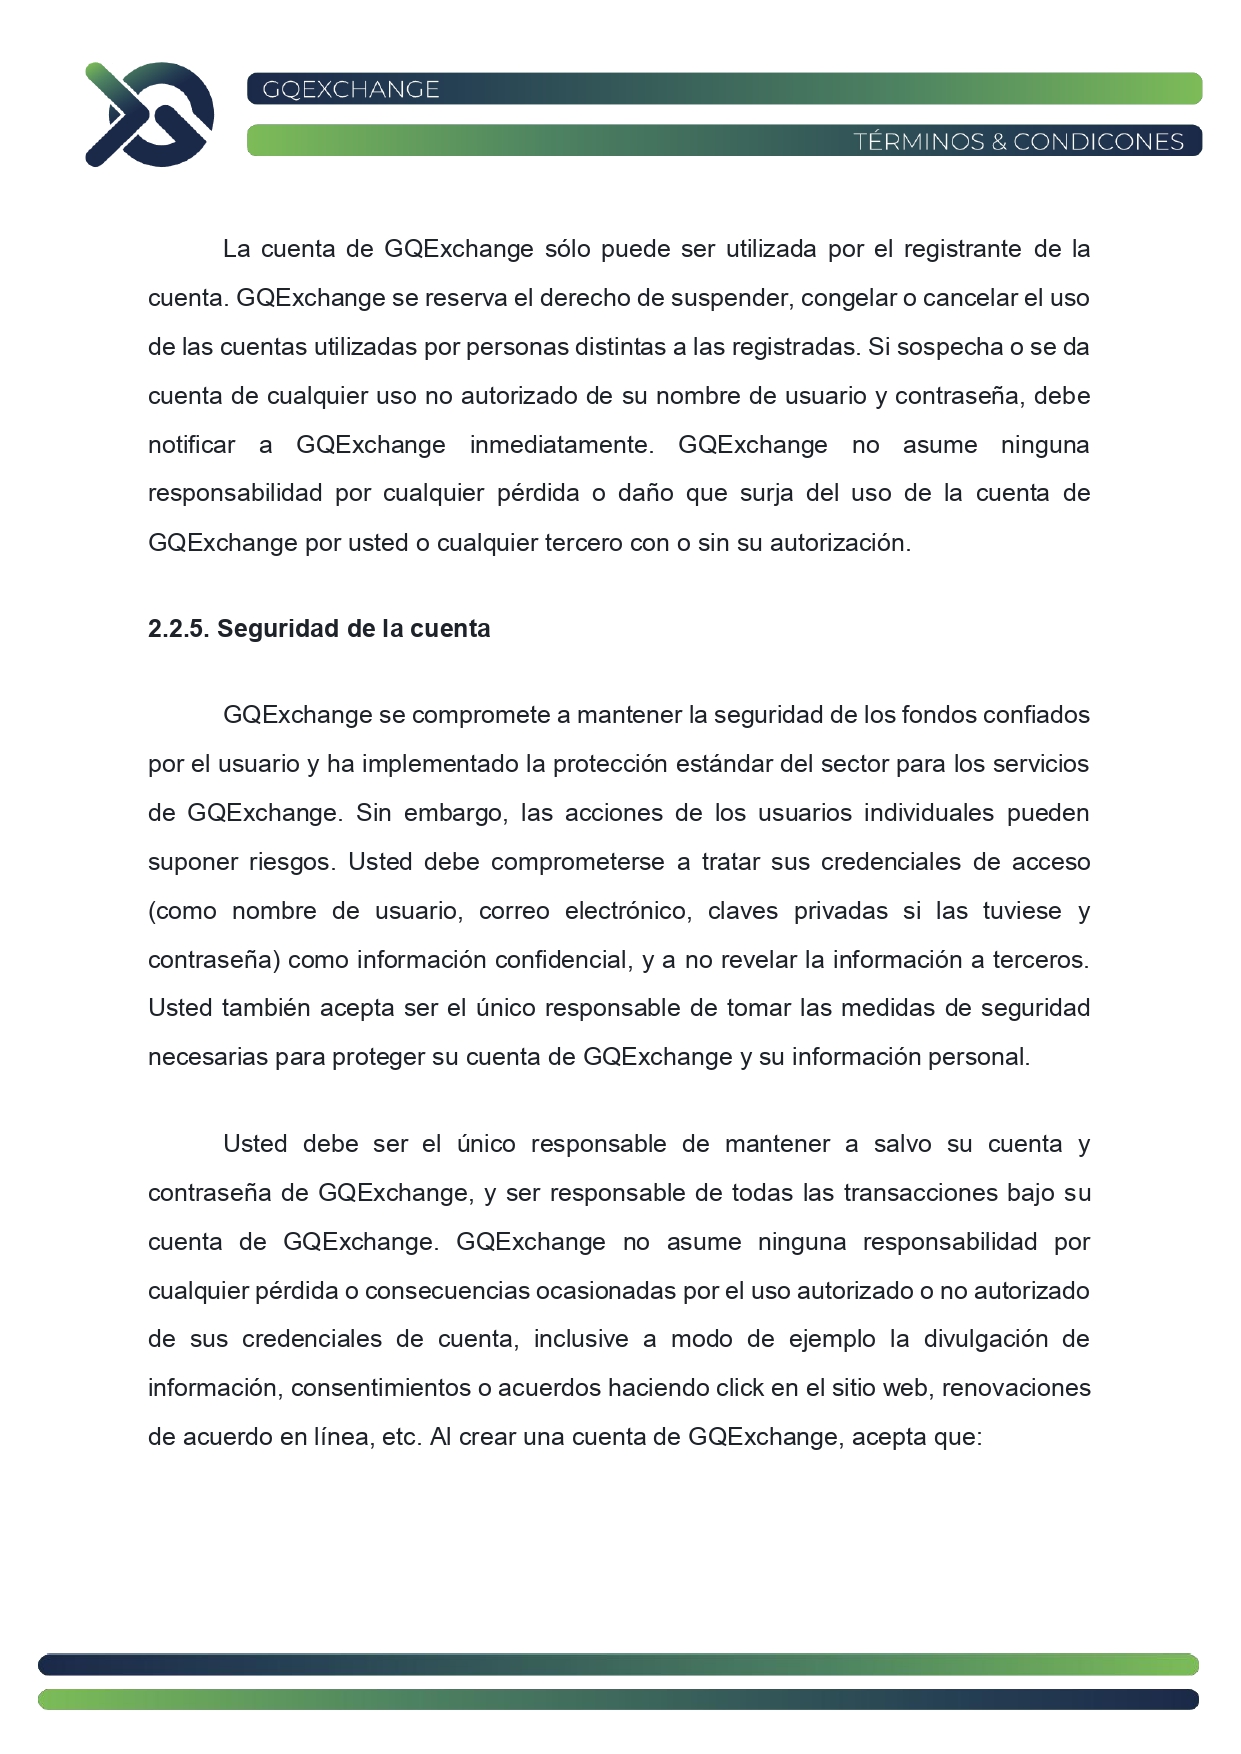 GQEXCHANGE
TÉRMINOS & CONDICONES
La cuenta de GQExchange sólo puede ser utilizada por el registrante de la
cuenta. GQExchange se reserva el derecho de suspender, congelar o cancelar el uso
de las cuentas utilizadas por personas distintas a las registradas. Si sospecha o se da
cuenta de cualquier uso no autorizado de su nombre de usuario y contraseña, debe
notificar a GQExchange inmediatamente. GQExchange no asume ninguna
responsabilidad por cualquier pérdida o daño que surja del uso de la cuenta de
GQExchange por usted o cualquier tercero con o sin su autorización.
2.2.5. Seguridad de la cuenta
GQExchange se compromete a mantener la seguridad de los fondos confiados
por el usuario y ha implementado la protección estándar del sector para los servicios
de GQExchange. Sin embargo, las acciones de los usuarios individuales pueden
suponer riesgos. Usted debe comprometerse a tratar sus credenciales de acceso
(como nombre de usuario, correo electrónico, claves privadas si las tuviese y
contraseña) como información confidencial, y a no revelar la información a terceros.
Usted también acepta ser el único responsable de tomar las medidas de seguridad
necesarias para proteger su cuenta de GQExchange y su información personal.
Usted debe ser el único responsable de mantener a salvo su cuenta y
contraseña de GQExchange, y ser responsable de todas las transacciones bajo su
cuenta de GQExchange. GQExchange no asume ninguna responsabilidad por
cualquier pérdida o consecuencias ocasionadas por el uso autorizado o no autorizado
de sus credenciales de cuenta, inclusive a modo de ejemplo la divulgación de
información, consentimientos o acuerdos haciendo click en el sitio web, renovaciones
de acuerdo en línea, etc. Al crear una cuenta de GQExchange, acepta que: